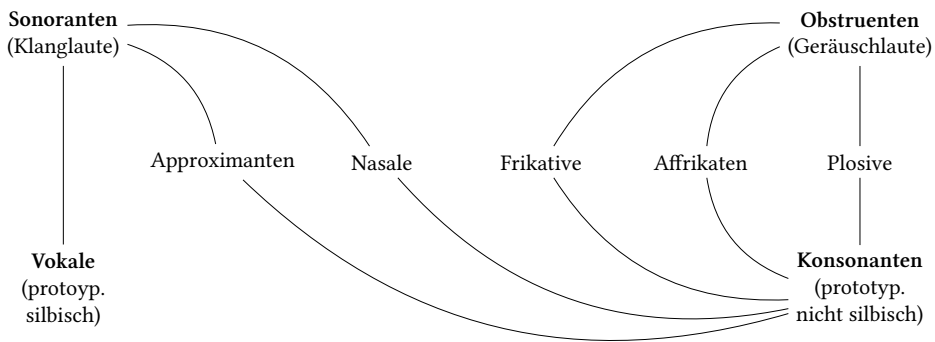 Sonoranten
(Klanglaute)
Obstruenten
(Geräuschlaute)
Approximanten
Nasale
Frikative
Affrikaten
Plosive
Vokale
(protoyp.
silbisch)
Konsonanten
(prototyp.
nicht silbisch)